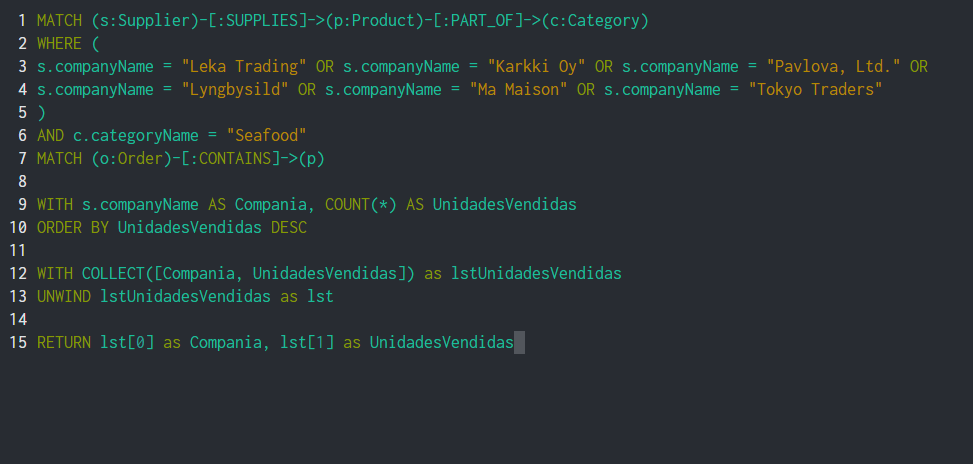 1 MATCH (s:Supplier)-[:SUPPLIES]->(p:Product)-[:PART_OF]->(c:Category)
2 WHERE (
3 s.companyName = "Leka Trading" OR s.companyName = "Karkki Oy" OR s.companyName = "Pavlova, Ltd." OR
4 s.companyName = "Lyngbysild" OR s.companyName = "Ma Maison" OR s.companyName = "Tokyo Traders"
5 )
6 AND c.categoryName = "Seafood"
7 MATCH (o:Order)-[:CONTAINS]->(p)
8
9 WITH s.companyName AS Compania, COUNT(*) AS UnidadesVendidas
10 ORDER BY UnidadesVendidas DESC
11
12 WITH COLLECT([Compania, UnidadesVendidas]) as lstUnidadesVendidas
13 UNWIND lstUnidadesVendidas as lst
14
15 RETURN lst[0] as Compania, lst[1] as UnidadesVendidas